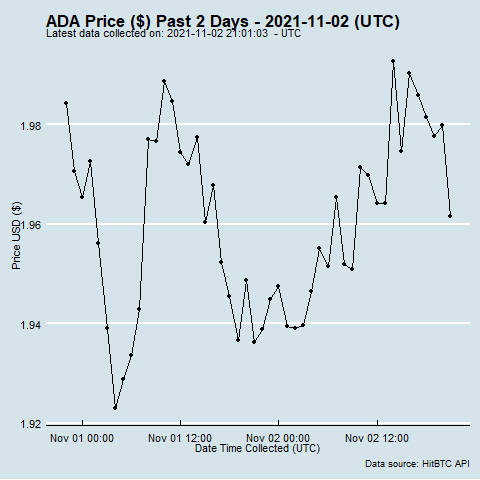 ADA Price ($) Past 2 Days - 2021-11-02 (UTC)
Latest data collected on: 2021-11-02 21:01:03 - UTC
1.98
1.96
1.94
1.92
Price USD ($)
Nov 01 00:00 Nov 01 12:00 Nov 02 00:00 Nov 02 12:00
Date Time Collected (UTC)
Data source: HitBTC API